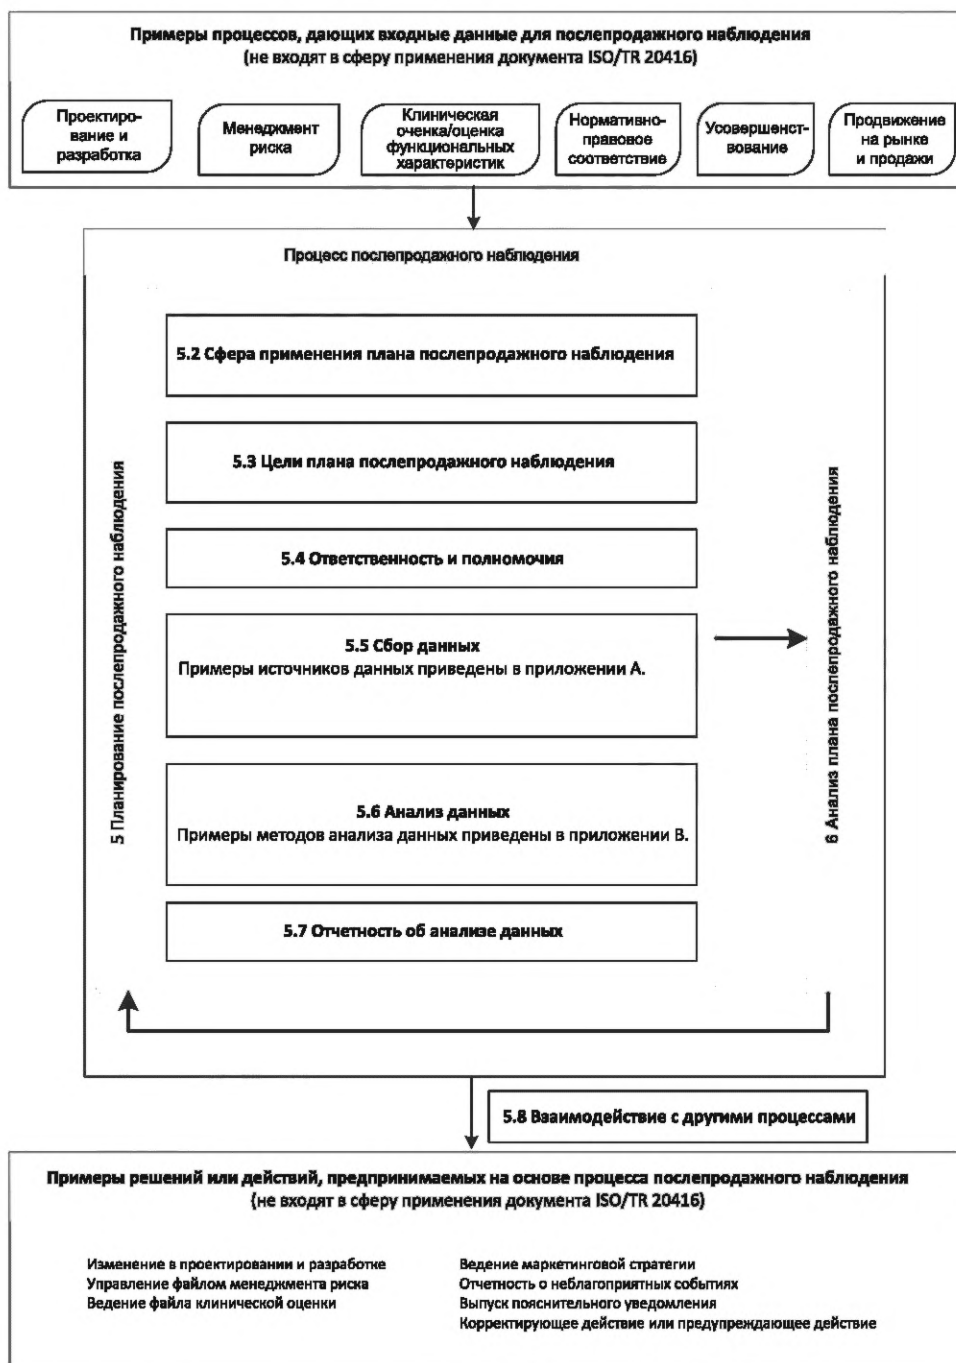 Примеры процессов, дающих входные данные для послепродажного наблюдения
(не входят в сферу применения документа ISO/TR 20416)
Проектиро-
вание и
разработка
Менеджмент
риска
Клиническая
оченка/оценка
функциональных
характеристик
Нормативно-
правовое
соответствие
Усовершенст-
вование
Продвижение
на рынке
и продажи
Процесс послепродажного наблюдения
5 Планирование послепродажного наблюдения
5.2 Сфера применения плана послепродажного наблюдения
5.3 Цели плана послепродажного наблюдения
5.4 Ответственность и полномочия
5.5 Сбор данных
Примеры источников данных приведены в приложении А.
5.6 Анализ данных
Примеры методов анализа данных приведены в приложении В.
5.7 Отчетность об анализе данных
6 Анализ плана послепродажного наблюдения
5.8 Взаимодействие с другими процессами
Примеры решений или действий, предпринимаемых на основе процесса послепродажного наблюдения
(не входят в сферу применения документа ISO/TR 20416)
Изменение в проектировании и разработке
Управление файлом менеджмента риска
Ведение файла клинической оценки
Ведение маркетинговой стратегии
Отчетность о неблагоприятных событиях
Выпуск пояснительного уведомления
Корректирующее действие или предупреждающее действие